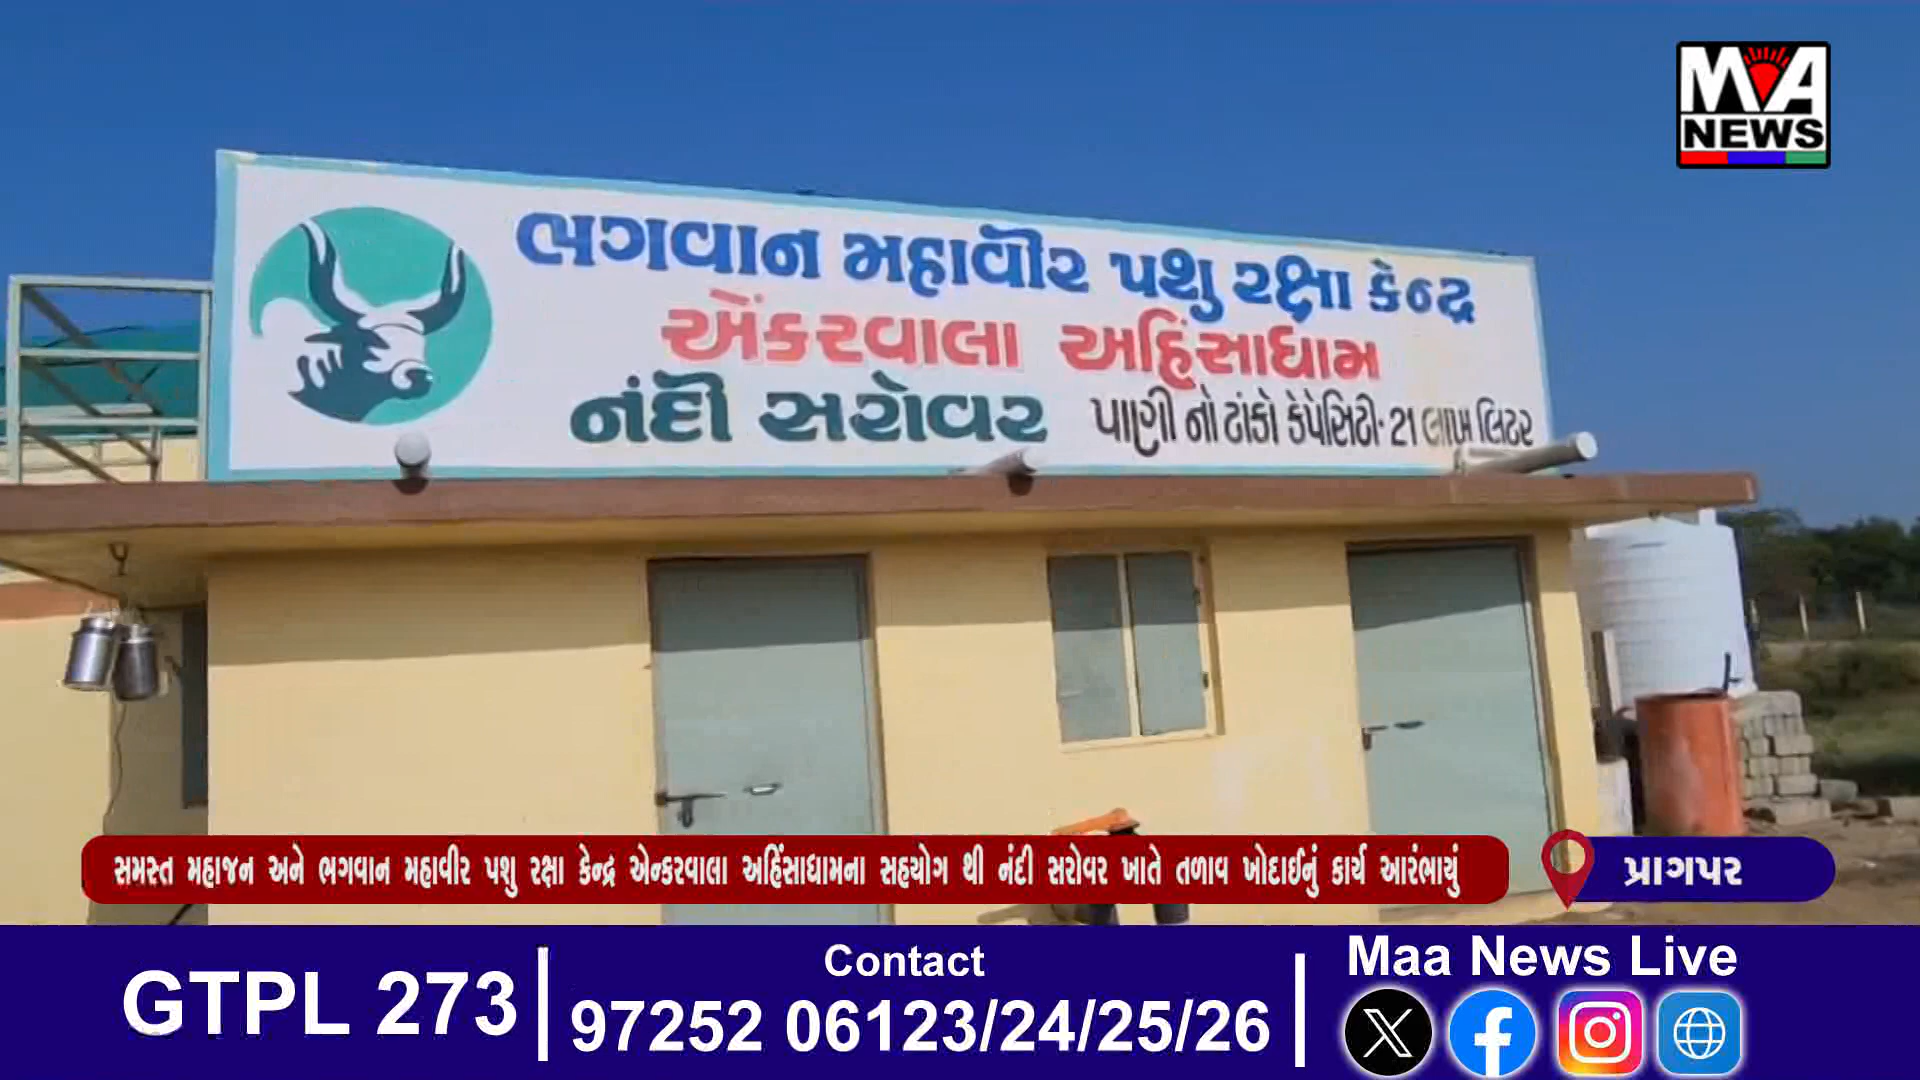 MAA
NEWS
ભગવાન મહાવીર પશુ રક્ષા કેન્દ્ર
એંકરવાલા અહિંસાધામ
નંદી સરોવર પાણી નો ટાંકો કેપેસિટી-21 લાખ લિટર
સમસ્ત મહાજન અને ભગવાન મહાવીર પશુ રક્ષા કેન્દ્ર એન્કરવાલા અહિંસાધામના સહયોગ થી નંદી સરોવર ખાતે તળાવ ખોદાઈનું કાર્ય આરંભાયું
પ્રાગપર
GTPL 273
Contact
97252 06123/24/25/26
Maa News Live